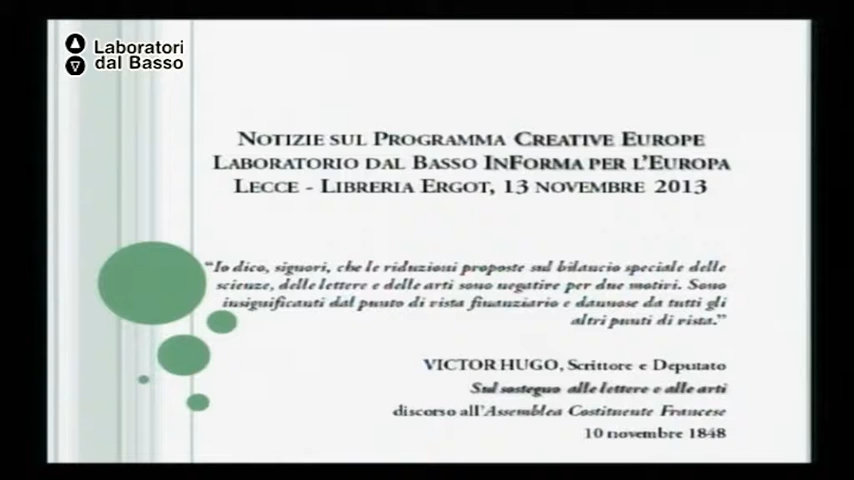 Laboratori
dal Basso
NOTIZIE SUL PROGRAMMA CREATIVE EUROPE
LABORATORIO DAL BASSO INFORMA PER L'EUROPA
LECCE - LIBRERIA ERGOT, 13 NOVEMBRE 2013
"Io dico, signori, che le riduzioni proposte sul bilancio speciale delle
scienze, delle lettere e delle arti sono negative per due motivi. Sono
insignificanti dal punto di vista finanziario e dannose da tutti gli
altri punti di vista."
VICTOR HUGO, Scrittore e Deputato
Sul sostegno alle lettere e alle arti
discorso all'Assemblea Costituente Francese
10 novembre 1848